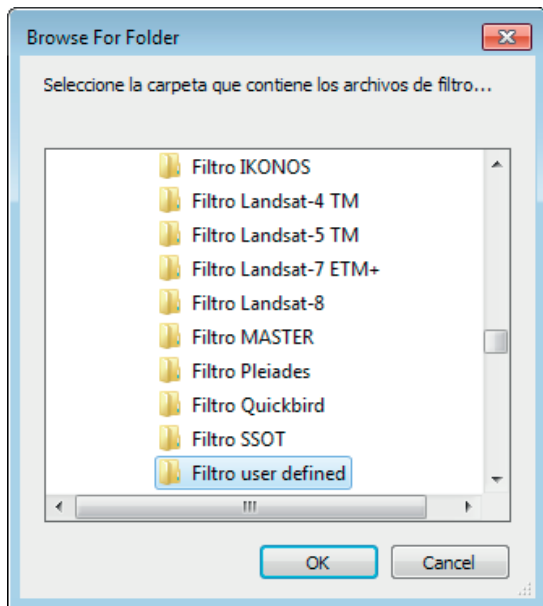 Browse For Folder
Seleccione la carpeta que contiene los archivos de filtro...
Filtro IKONOS
Filtro Landsat-4 TM
Filtro Landsat-5 TM
Filtro Landsat-7 ETM+
Filtro Landsat-8
Filtro MASTER
Filtro Pleiades
Filtro Quickbird
Filtro SSOT
Filtro user defined
OK Cancel